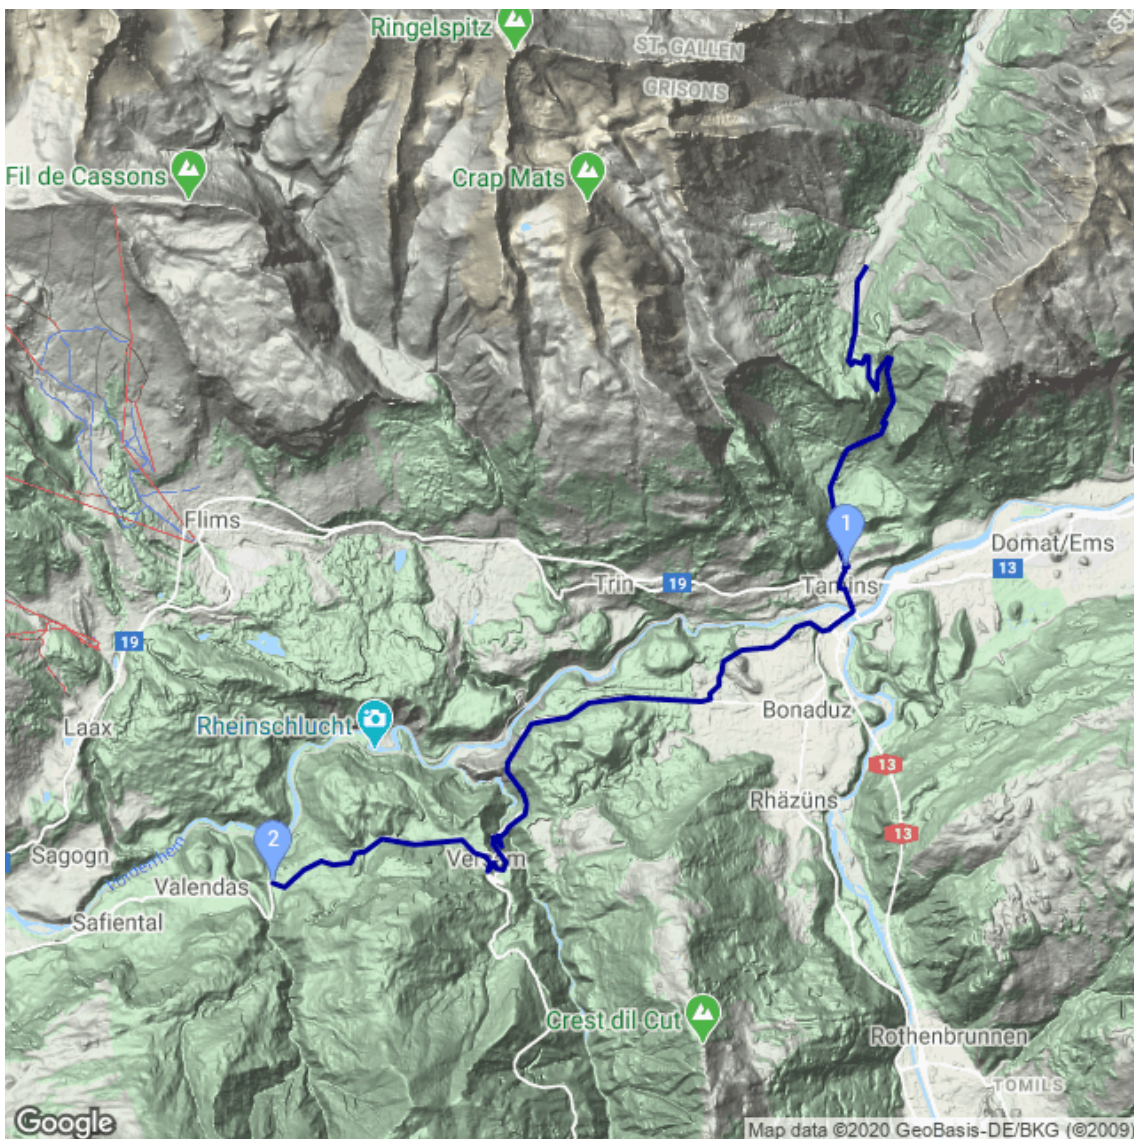 Ringelspitz
ST. GALLEN
GRISONS
Fil de Cassons
Crap Mats
Flims
1
Domat/Ems
13
Trin
19
Tamins
19
Bonaduz
Laax
Rheinschlucht
13
Rhäzüns
13
2
Sagogn
Vorderrhein
Versam
Valendas
Safiental
Crest dil Cut
Rothenbrunnen
TOMILS
Google
Map data ©2020 GeoBasis-DE/BKG (©2009)